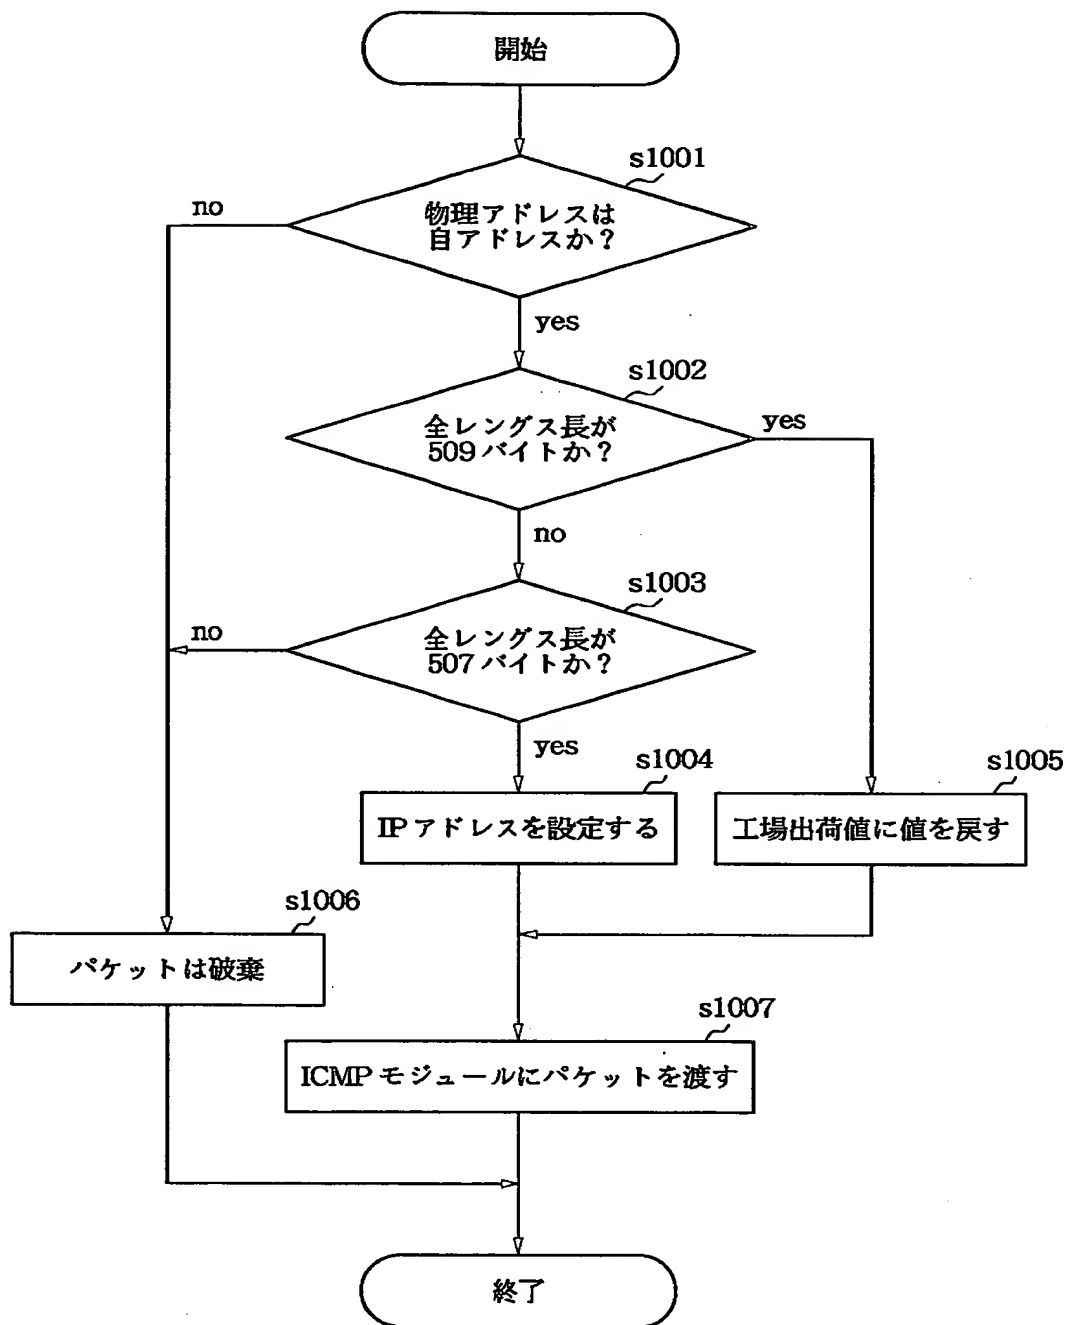 開始
s1001
no
物理アドレスは
自アドレスか？
yes
s1002
全レングス長が
509バイトか？
yes
no
s1003
no
全レングス長が
507バイトか？
yes
s1004
s1005
IPアドレスを設定する
工場出荷値に値を戻す
s1006
パケットは破棄
s1007
ICMPモジュールにパケットを渡す
終了